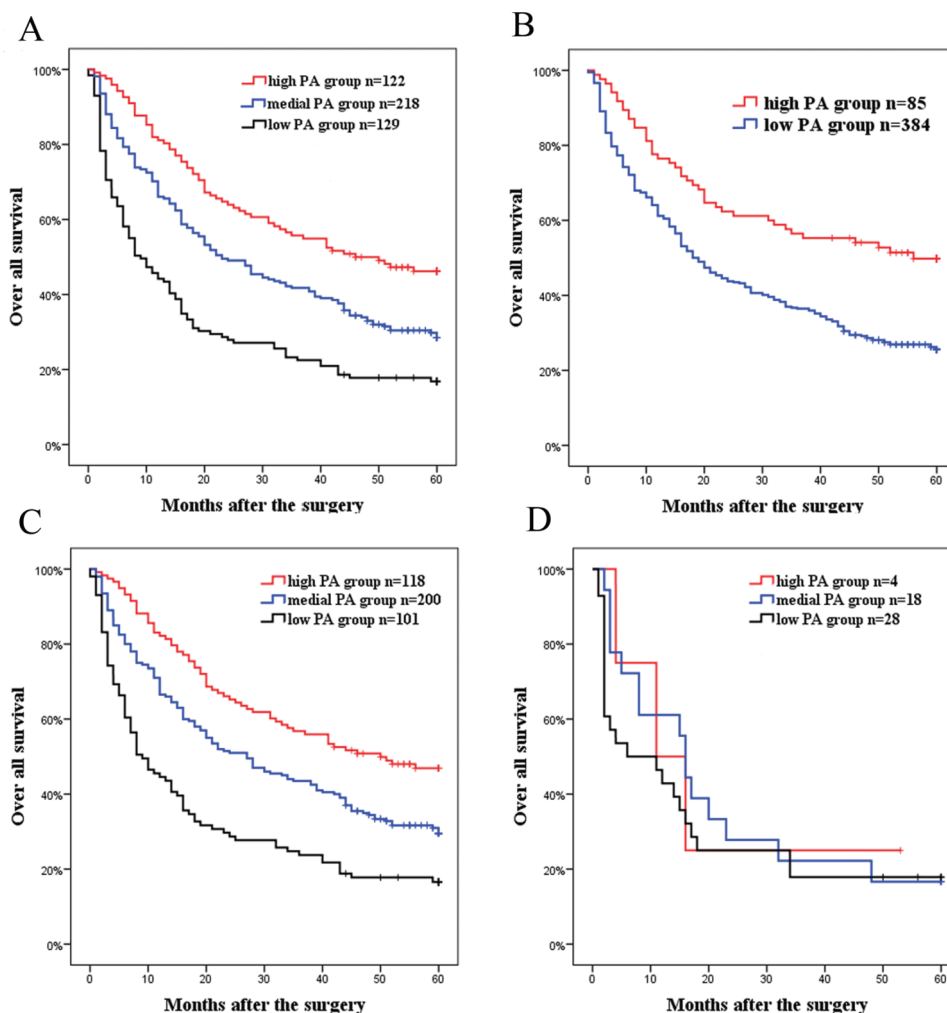 A
high PA group n=122
medial PA group n=218
low PA group n=129
100%
80%
60%
40%
20%
0%
Over all survival
0 10 20 30 40 50 60
Months after the surgery
B
high PA group n=85
low PA group n=384
100%
80%
60%
40%
20%
0%
Over all survival
0 10 20 30 40 50 60
Months after the surgery
C
high PA group n=118
medial PA group n=200
low PA group n=101
100%
80%
60%
40%
20%
0%
Over all survival
0 10 20 30 40 50 60
Months after the surgery
D
high PA group n=4
medial PA group n=18
low PA group n=28
100%
80%
60%
40%
20%
0%
Over all survival
0 10 20 30 40 50 60
Months after the surgery